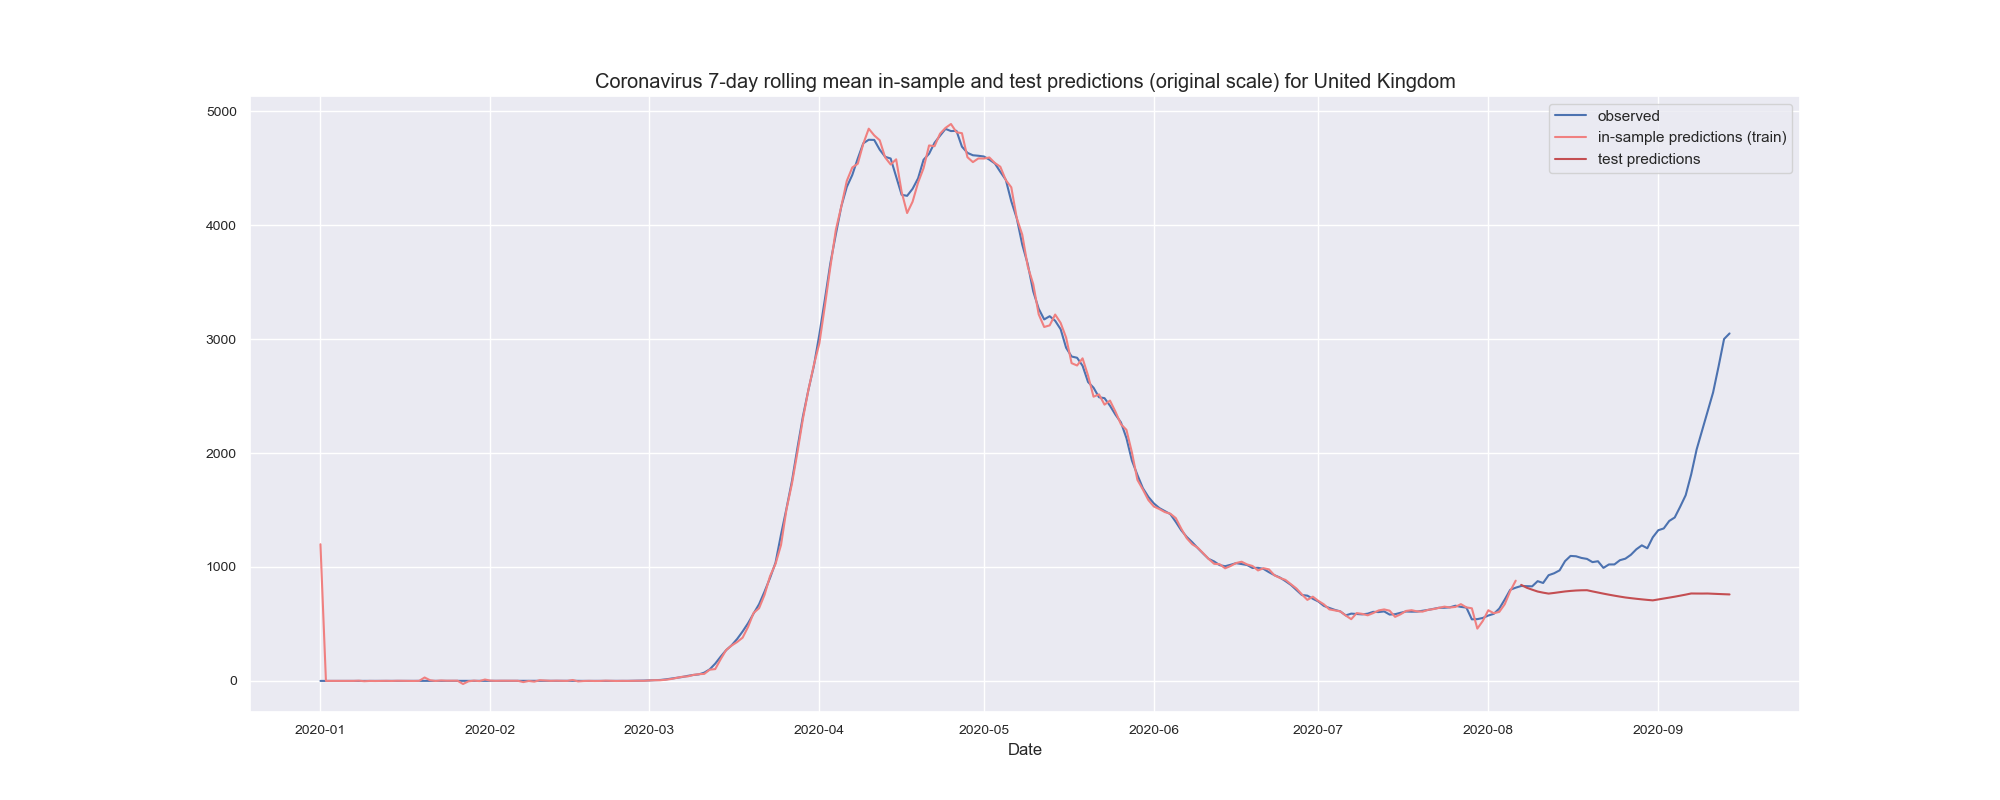 Coronavirus 7-day rolling mean in-sample and test predictions (original scale) for United Kingdom
observed
in-sample predictions (train)
test predictions
5000
4000
3000
2000
1000
0
2020-01 2020-02 2020-03 2020-04 2020-05 2020-06 2020-07 2020-08 2020-09
Date